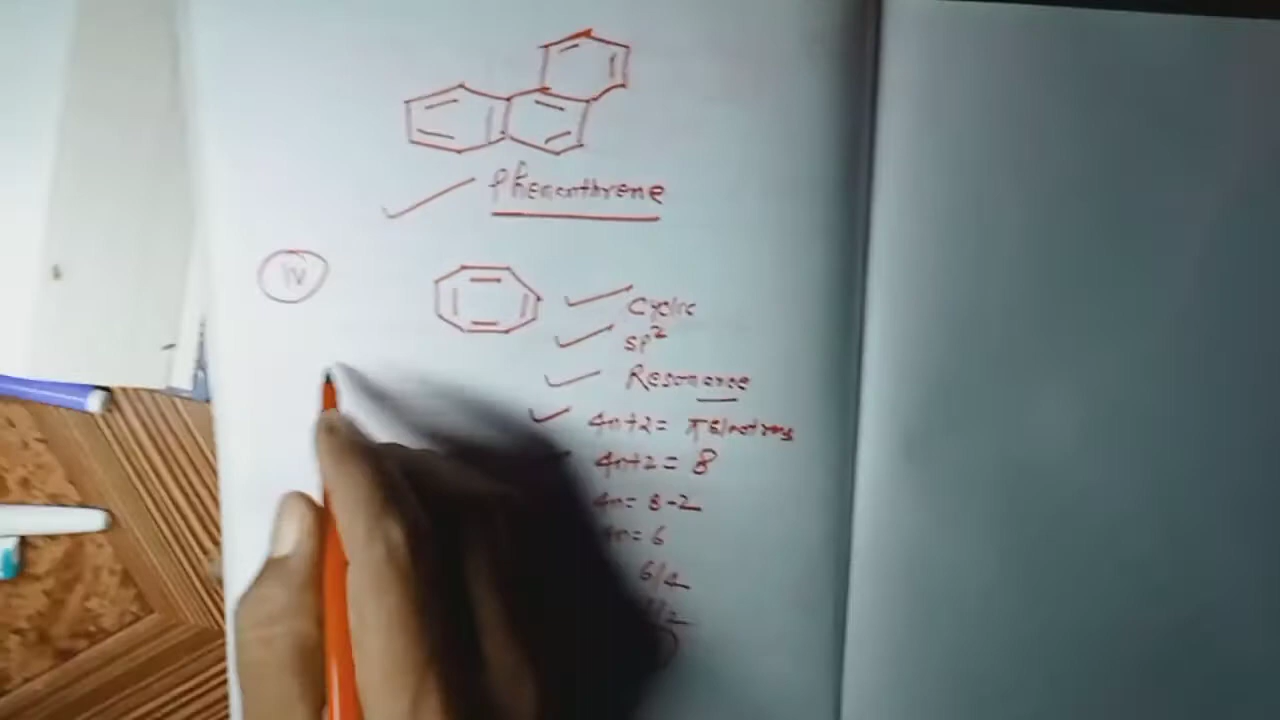 Phenanthrene
IV
Cyclic
sp²
Resonance
4n+2 = π Electrons
4n+2 = 8
4n = 8-2
4n = 6
6/4